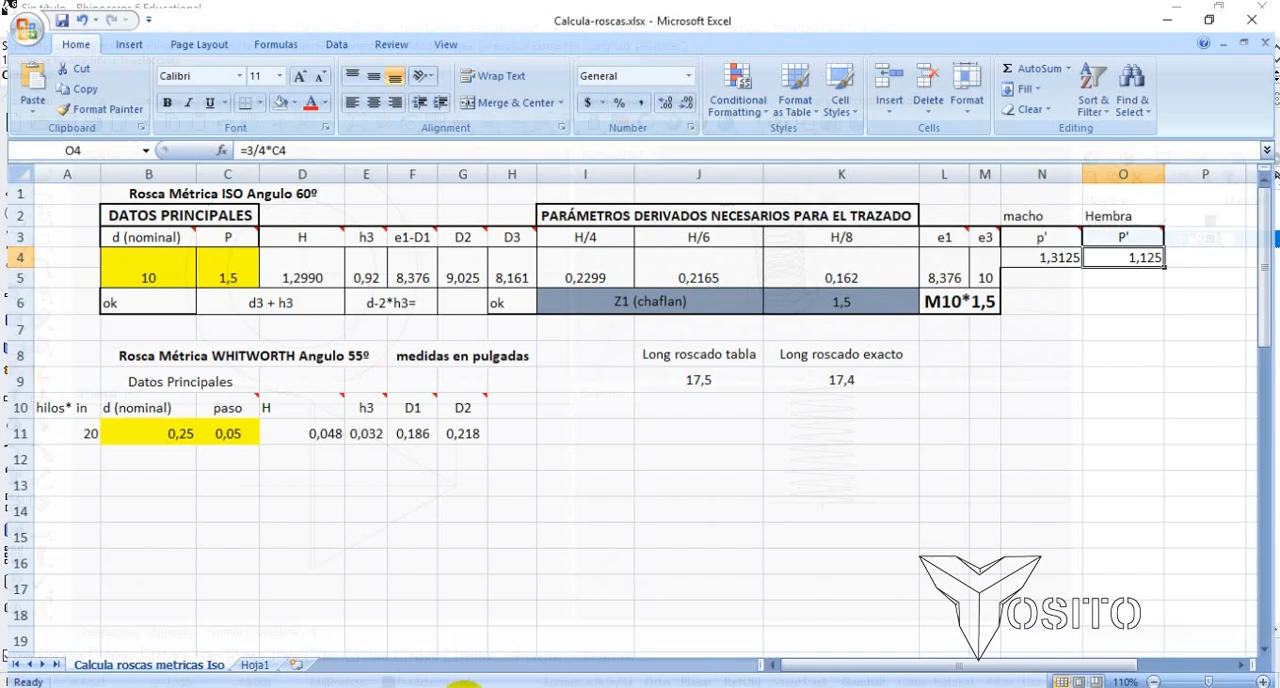 Calcula-roscas.xlsx - Microsoft Excel
Home Insert Page Layout Formulas Data Review View
Paste Cut Copy Format Painter Clipboard
Calibri 11 B I U Font
Wrap Text Merge & Center Alignment
General $ % , Number
Conditional Formatting Format as Table Cell Styles Styles
Insert Delete Format Cells
Σ AutoSum Fill Clear Sort & Filter Find & Select Editing
O4 fx =3/4*C4
A B C D E F G H I J K L M N O P
1 Rosca Métrica ISO Angulo 60º
2 DATOS PRINCIPALES PARÁMETROS DERIVADOS NECESARIOS PARA EL TRAZADO macho Hembra
3 d (nominal) P H h3 e1-D1 D2 D3 H/4 H/6 H/8 e1 e3 p' P'
4 1,3125 1,125
5 10 1,5 1,2990 0,92 8,376 9,025 8,161 0,2299 0,2165 0,162 8,376 10
6 ok d3 + h3 d-2*h3= ok Z1 (chaflan) 1,5 M10*1,5
7
8 Rosca Métrica WHITWORTH Angulo 55º medidas en pulgadas Long roscado tabla Long roscado exacto
9 Datos Principales 17,5 17,4
10 hilos* in d (nominal) paso H h3 D1 D2
11 20 0,25 0,05 0,048 0,032 0,186 0,218
12
13
14
15
16
17
18
19
OSITO
Calcula roscas metricas Iso Hoja1
Ready 110%